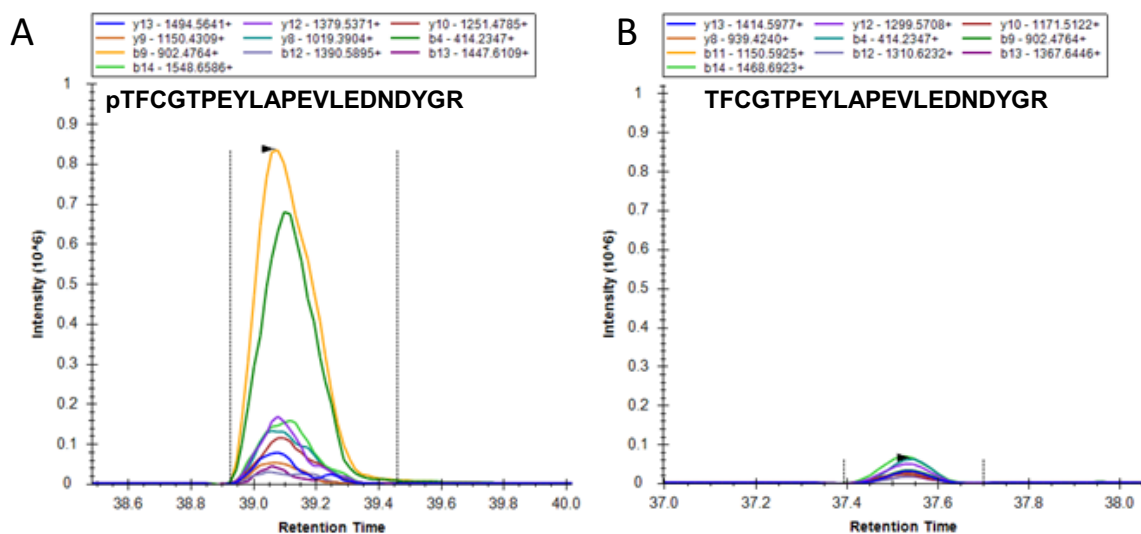 A
y13 - 1494.5641+ y12 - 1379.5371+ y10 - 1251.4785+
y9 - 1150.4309+ y8 - 1019.3904+ b4 - 414.2347+
b9 - 902.4764+ b12 - 1390.5895+ b13 - 1447.6109+
b14 - 1548.6586+
pTFCGTPEYLAPEVLEDNDYGR
Intensity (10^6)
1
0.9
0.8
0.7
0.6
0.5
0.4
0.3
0.2
0.1
0
38.6 38.8 39.0 39.2 39.4 39.6 39.8 40.0
Retention Time
B
y13 - 1414.5977+ y12 - 1299.5708+ y10 - 1171.5122+
y8 - 939.4240+ b4 - 414.2347+ b9 - 902.4764+
b11 - 1150.5925+ b12 - 1310.6232+ b13 - 1367.6446+
b14 - 1468.6923+
TFCGTPEYLAPEVLEDNDYGR
Intensity (10^6)
1
0.9
0.8
0.7
0.6
0.5
0.4
0.3
0.2
0.1
0
37.0 37.2 37.4 37.6 37.8 38.0
Retention Time